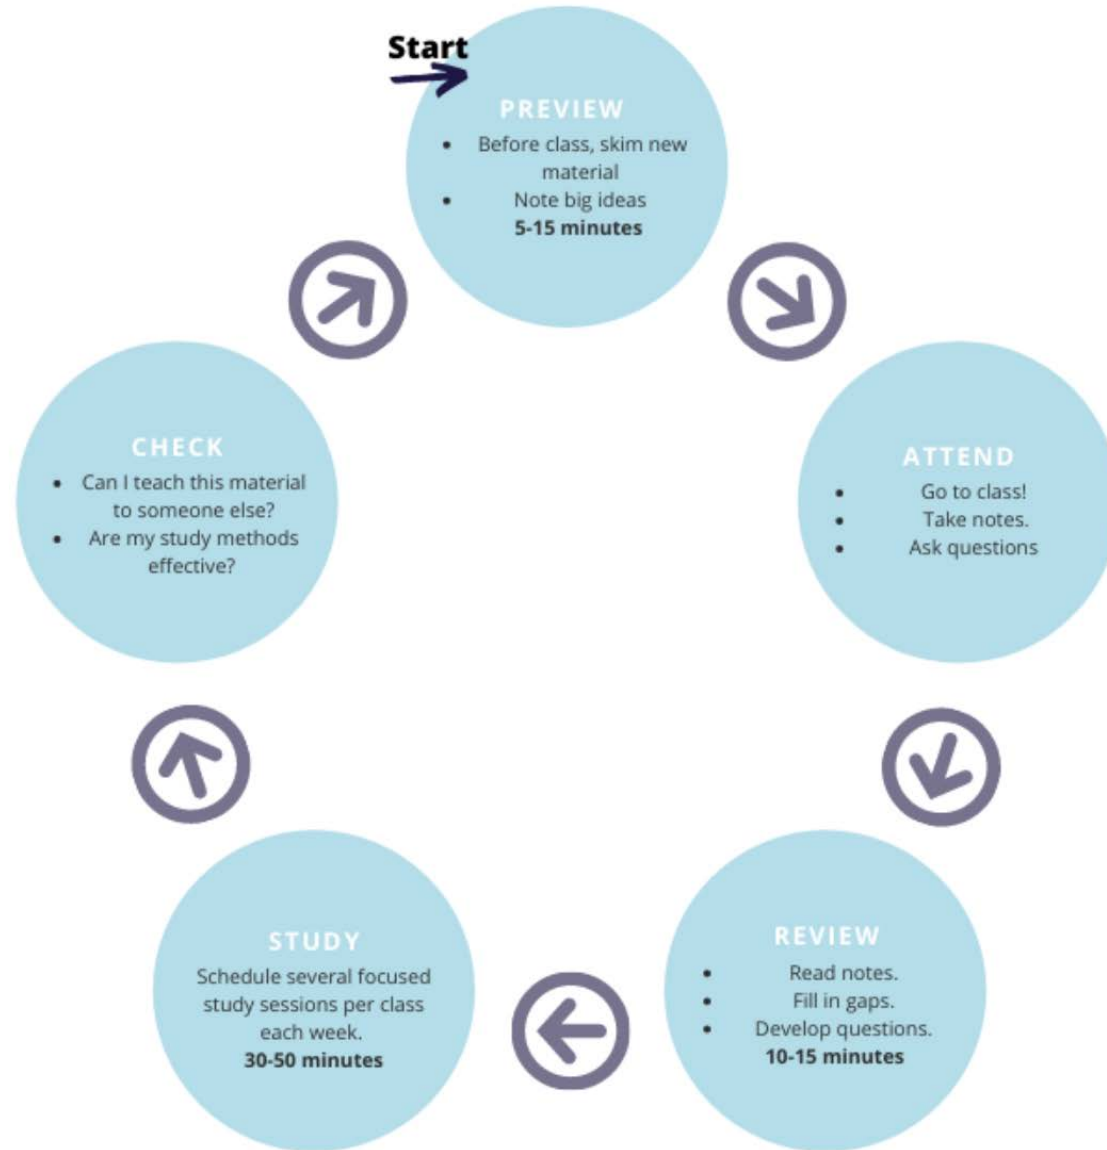 Start
PREVIEW
• Before class, skim new
material
• Note big ideas
5-15 minutes
ATTEND
• Go to class!
• Take notes.
• Ask questions
REVIEW
• Read notes.
• Fill in gaps.
• Develop questions.
10-15 minutes
STUDY
Schedule several focused
study sessions per class
each week.
30-50 minutes
CHECK
• Can I teach this material
to someone else?
• Are my study methods
effective?